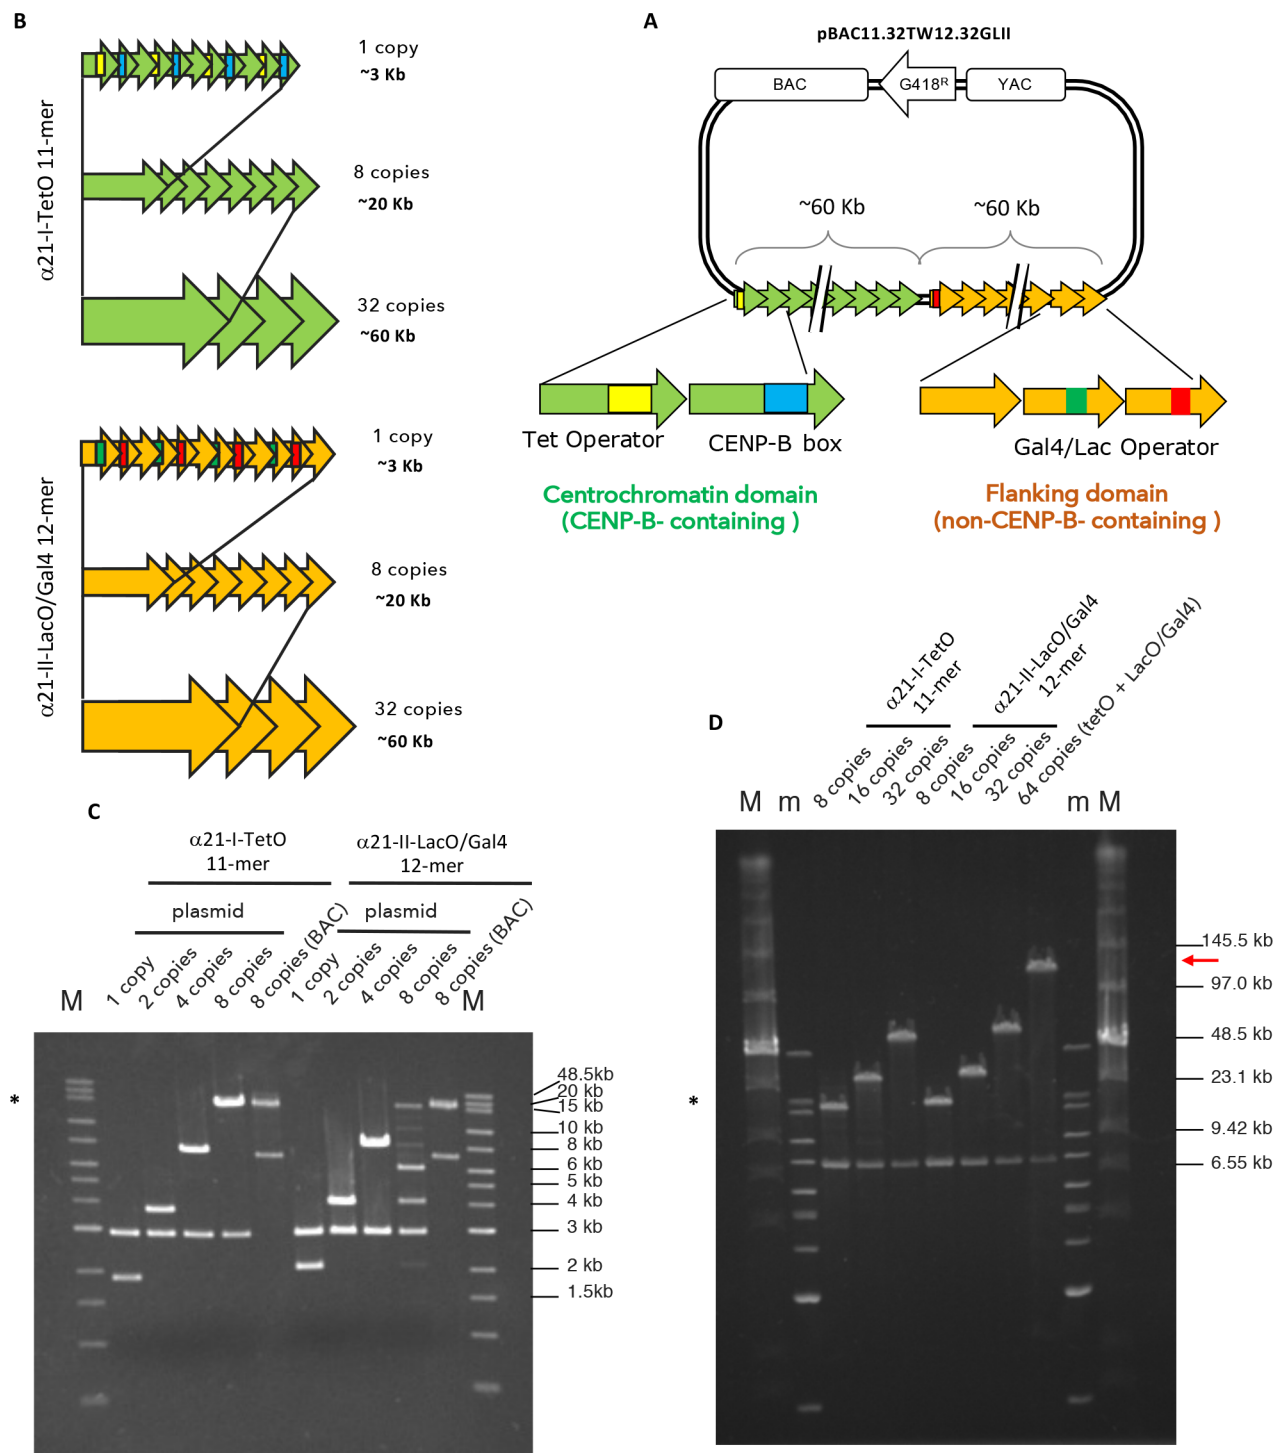 B
α21-I-TetO 11-mer
1 copy
~3 Kb
8 copies
~20 Kb
32 copies
~60 Kb
α21-II-LacO/Gal4 12-mer
1 copy
~3 Kb
8 copies
~20 Kb
32 copies
~60 Kb
A
pBAC11.32TW12.32GLII
BAC
G418R
YAC
~60 Kb
~60 Kb
Tet Operator
CENP-B box
Gal4/Lac Operator
Centrochromatin domain
(CENP-B- containing )
Flanking domain
(non-CENP-B- containing )
C
α21-I-TetO
11-mer
α21-II-LacO/Gal4
12-mer
plasmid
plasmid
M
1 copy
2 copies
4 copies
8 copies
8 copies (BAC)
1 copy
2 copies
4 copies
8 copies
8 copies (BAC)
M
*
48.5kb
20 kb
15 kb
10 kb
8 kb
6 kb
5 kb
4 kb
3 kb
2 kb
1.5kb
D
α21-I-TetO
11-mer
α21-II-LacO/Gal4
12-mer
M
m
8 copies
16 copies
32 copies
8 copies
16 copies
32 copies
64 copies (tetO + LacO/Gal4)
m
M
*
145.5 kb
97.0 kb
48.5 kb
23.1 kb
9.42 kb
6.55 kb